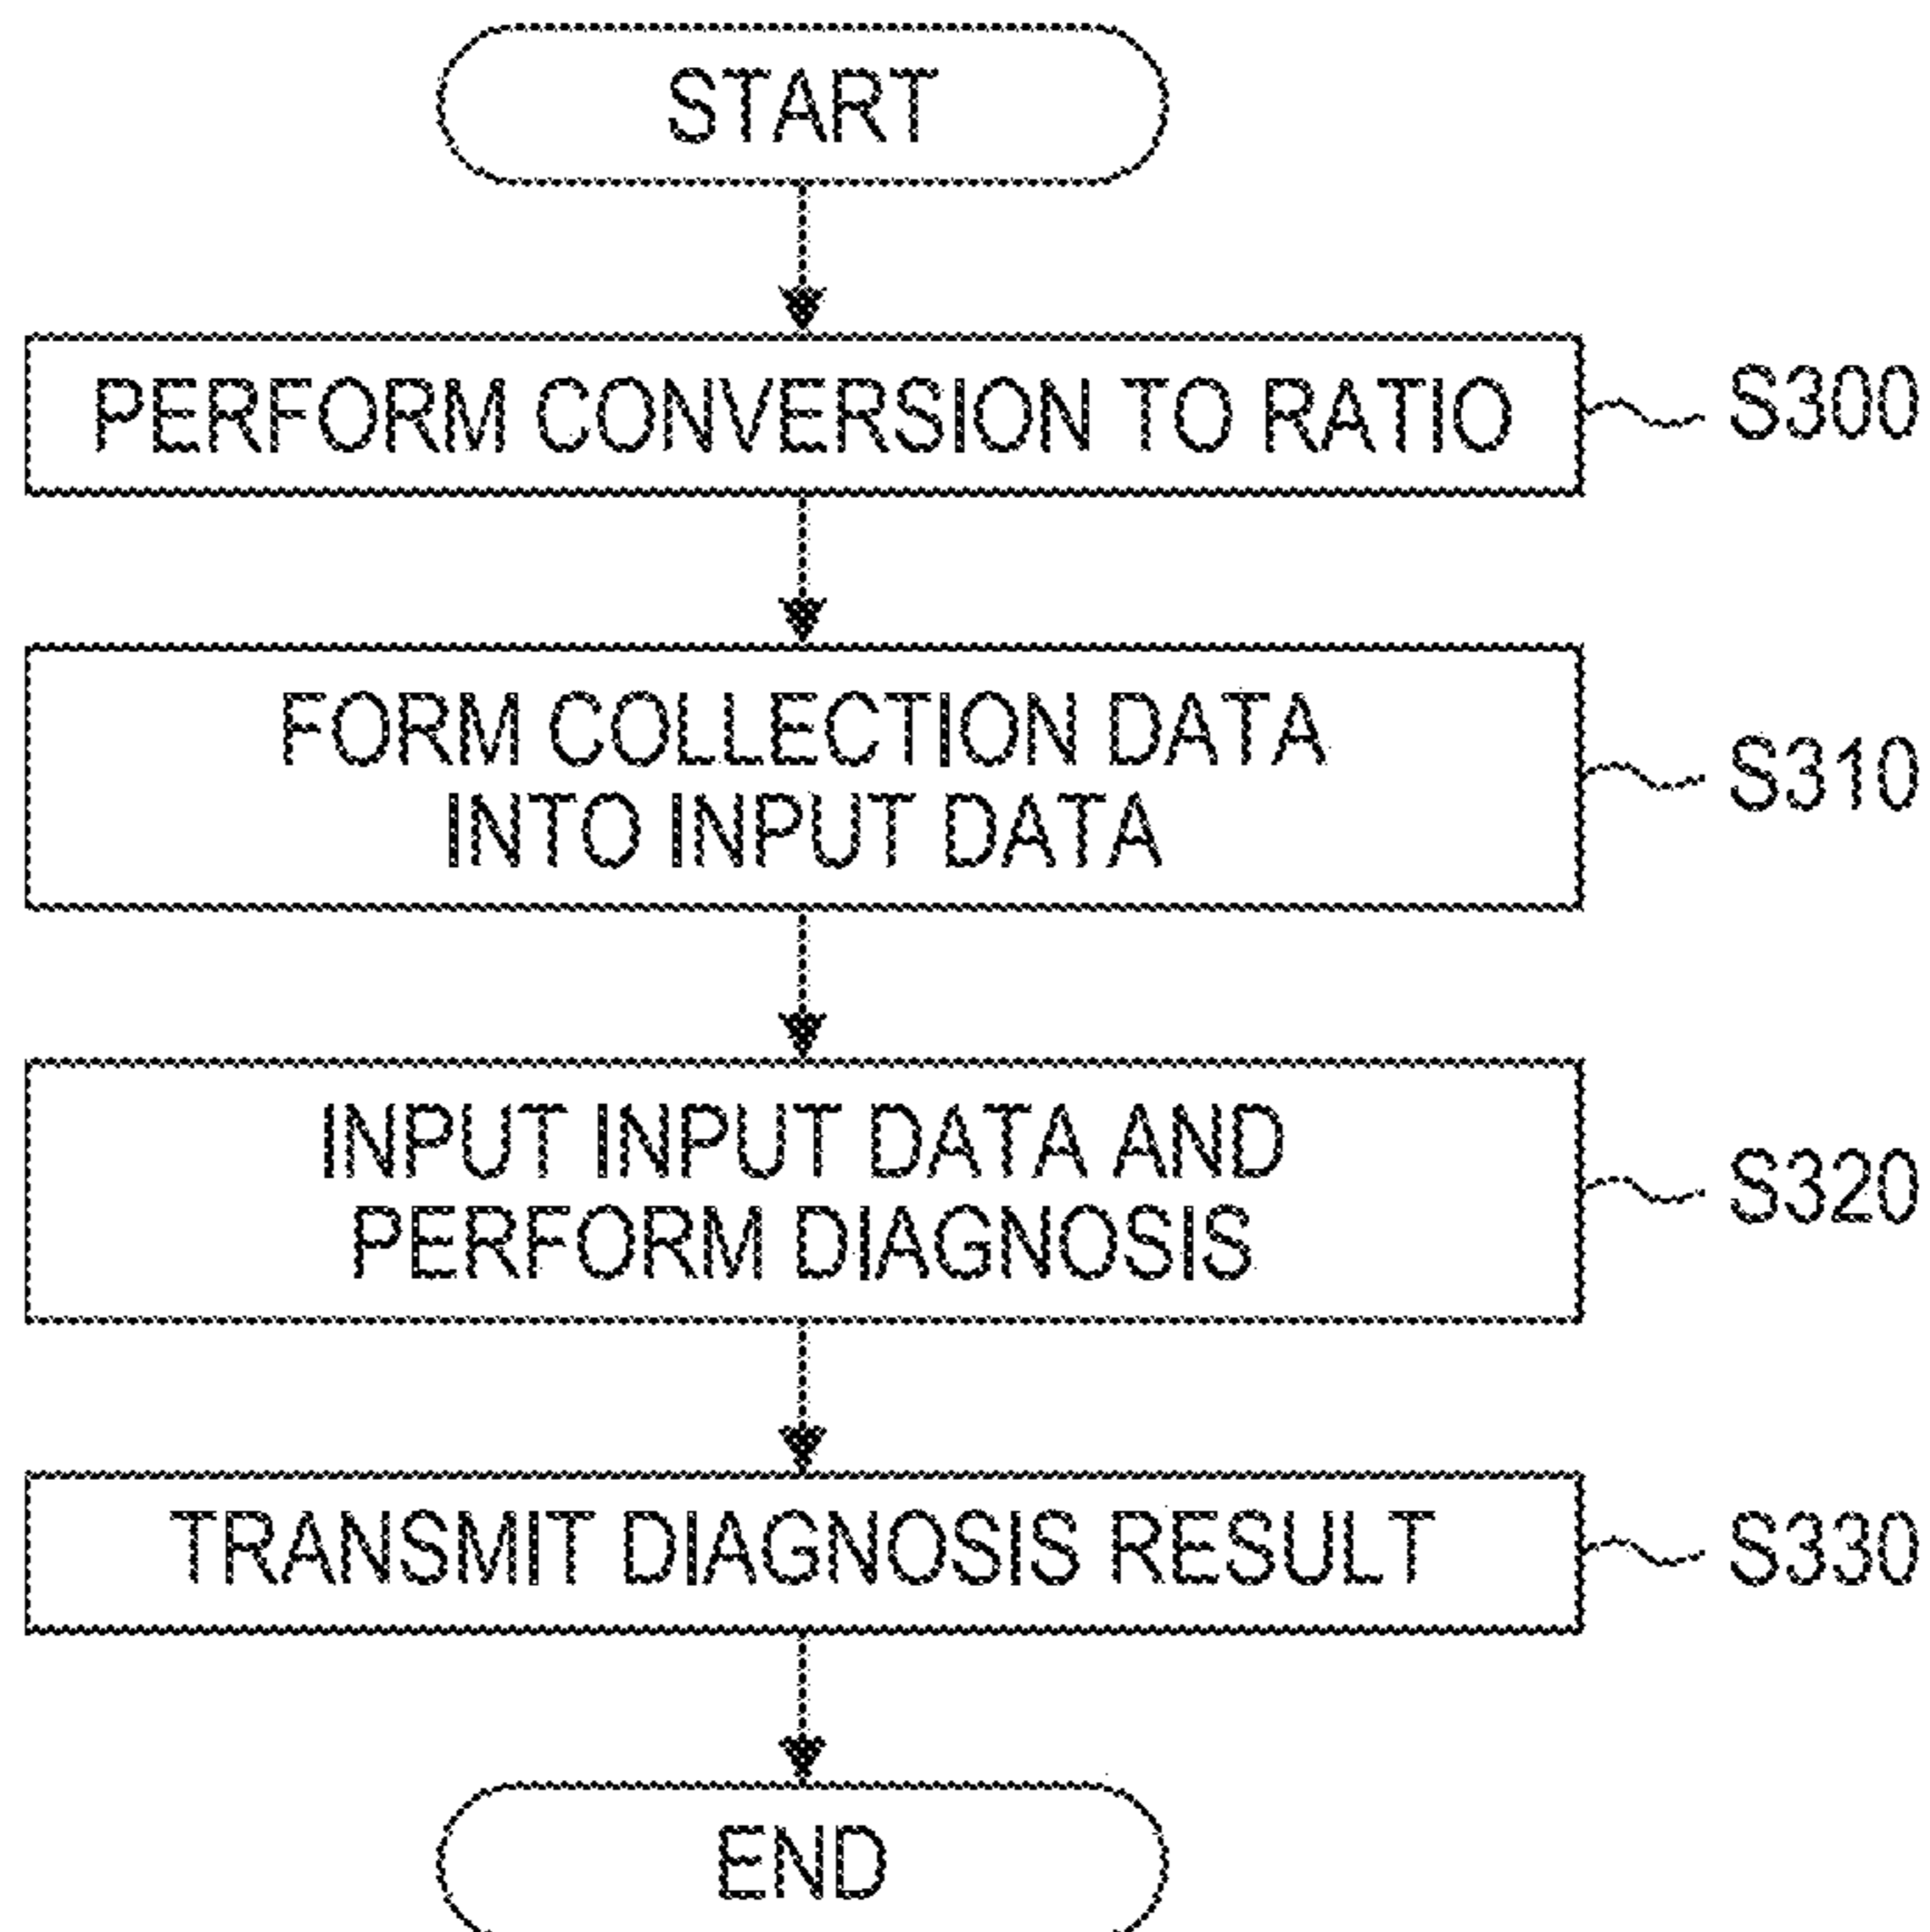 START
PERFORM CONVERSION TO RATIO
S300
FORM COLLECTION DATA
INTO INPUT DATA
S310
INPUT INPUT DATA AND
PERFORM DIAGNOSIS
S320
TRANSMIT DIAGNOSIS RESULT
S330
END